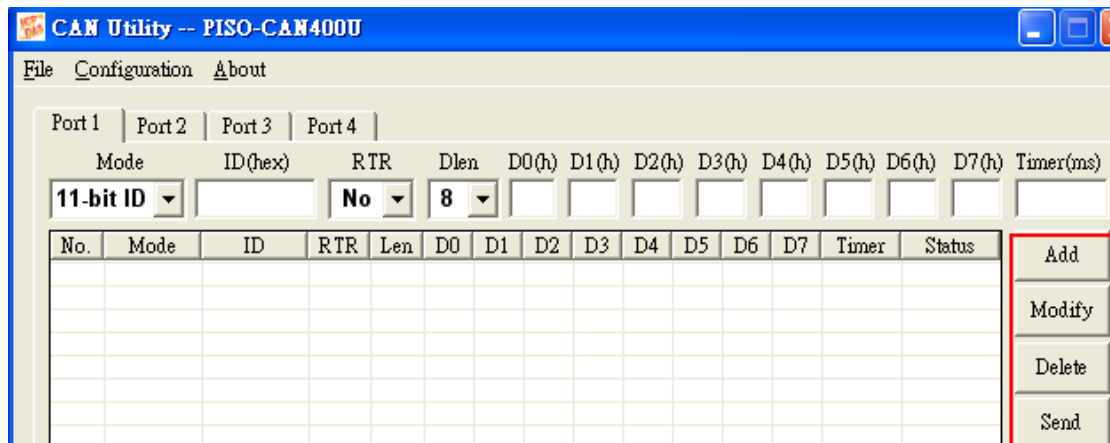 CAN Utility -- PISO-CAN400U
File Configuration About
Port 1 Port 2 Port 3 Port 4
Mode ID(hex) RTR Dlen D0(h) D1(h) D2(h) D3(h) D4(h) D5(h) D6(h) D7(h) Timer(ms)
11-bit ID No 8
No. Mode ID RTR Len D0 D1 D2 D3 D4 D5 D6 D7 Timer Status
Add
Modify
Delete
Send